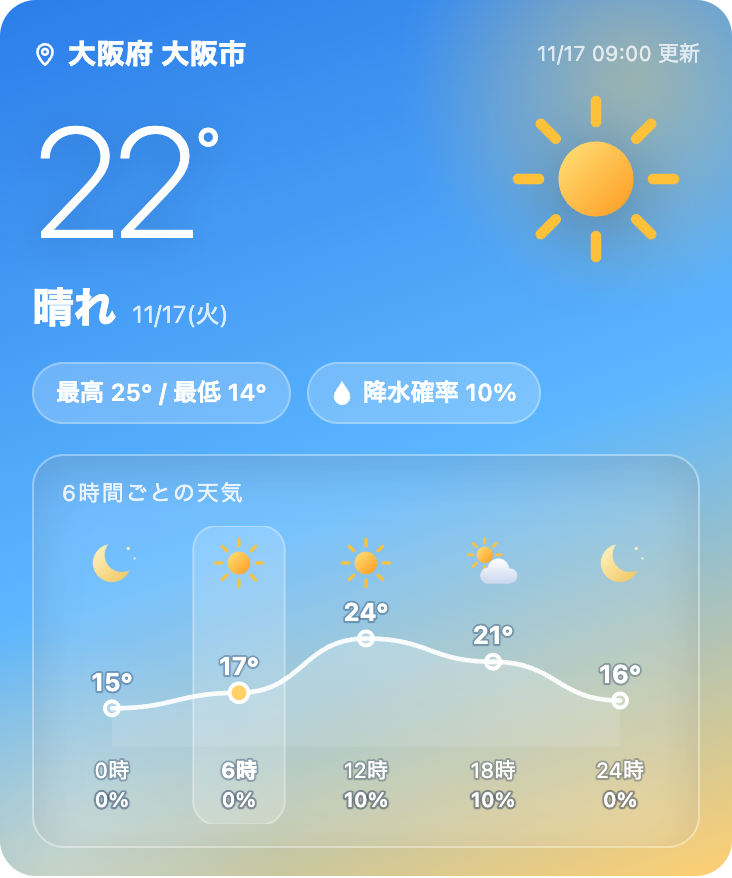 大阪府 大阪市
11/17 09:00 更新
22°
晴れ 11/17(火)
最高 25° / 最低 14°
降水確率 10%
6時間ごとの天気
15° 17° 24° 21° 16°
0時 6時 12時 18時 24時
0% 0% 10% 10% 0%